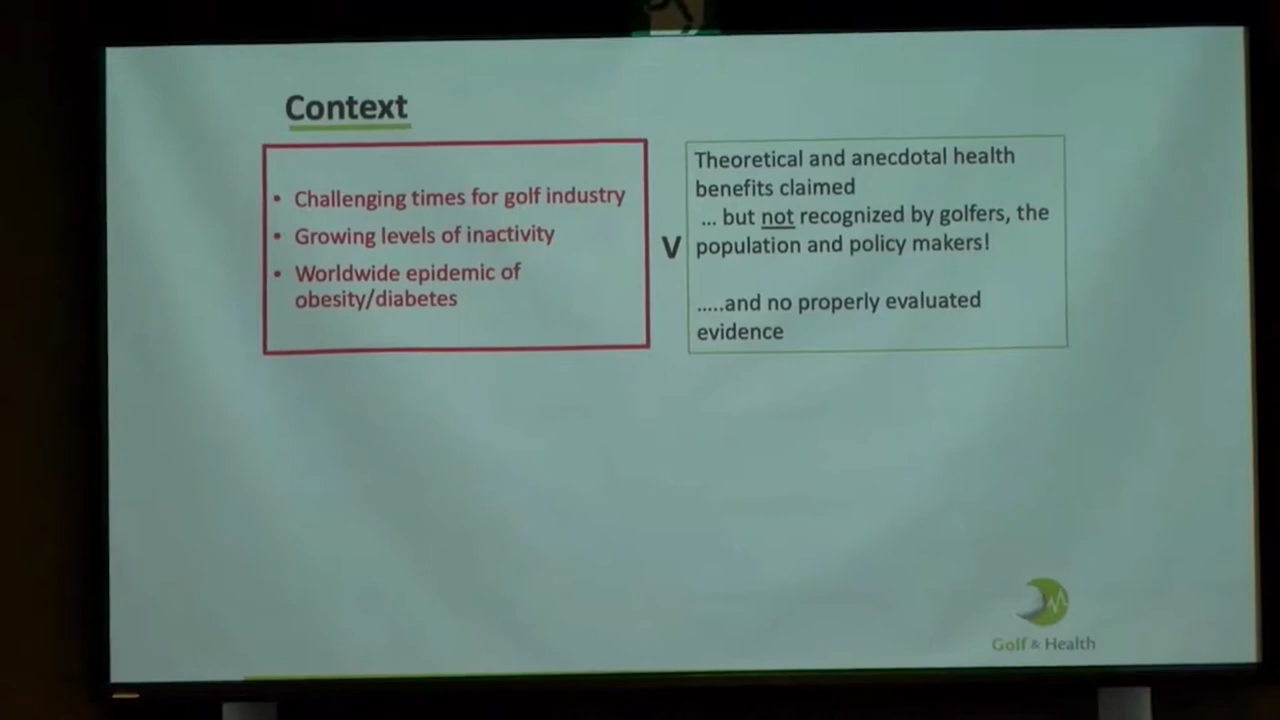 Context
• Challenging times for golf industry
• Growing levels of inactivity
• Worldwide epidemic of
obesity/diabetes
V
Theoretical and anecdotal health
benefits claimed
... but not recognized by golfers, the
population and policy makers!
.....and no properly evaluated
evidence
Golf & Health